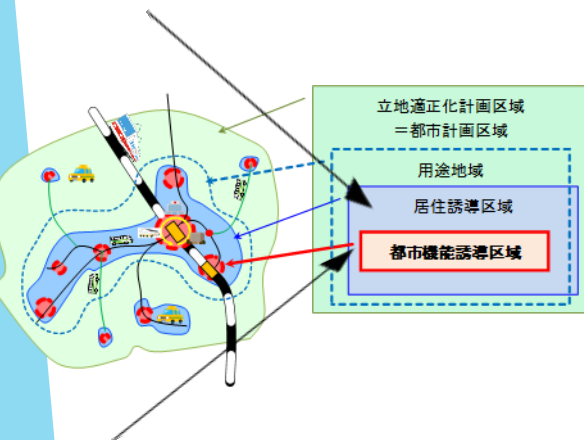 立地適正化計画区域
＝都市計画区域
用途地域
居住誘導区域
都市機能誘導区域